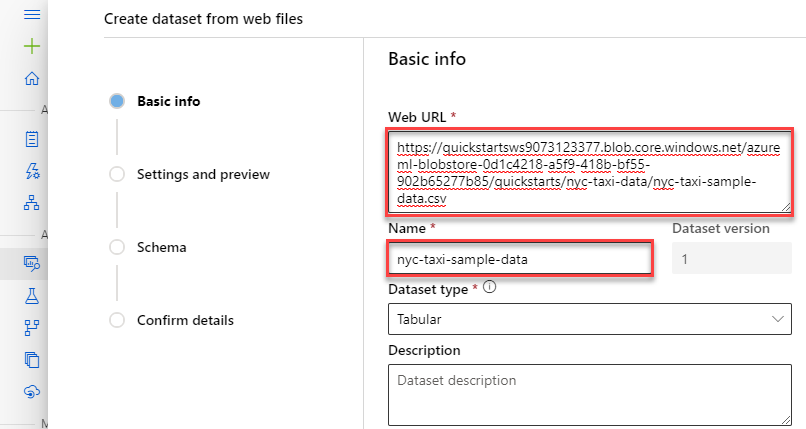 Create dataset from web files
Basic info
Settings and preview
Schema
Confirm details
Basic info
Web URL *
https://quickstartsws9073123377.blob.core.windows.net/azure
ml-blobstore-0d1c4218-a5f9-418b-bf55-
902b65277b85/quickstarts/nyc-taxi-data/nyc-taxi-sample-
data.csv
Name * Dataset version
nyc-taxi-sample-data 1
Dataset type *
Tabular
Description
Dataset description